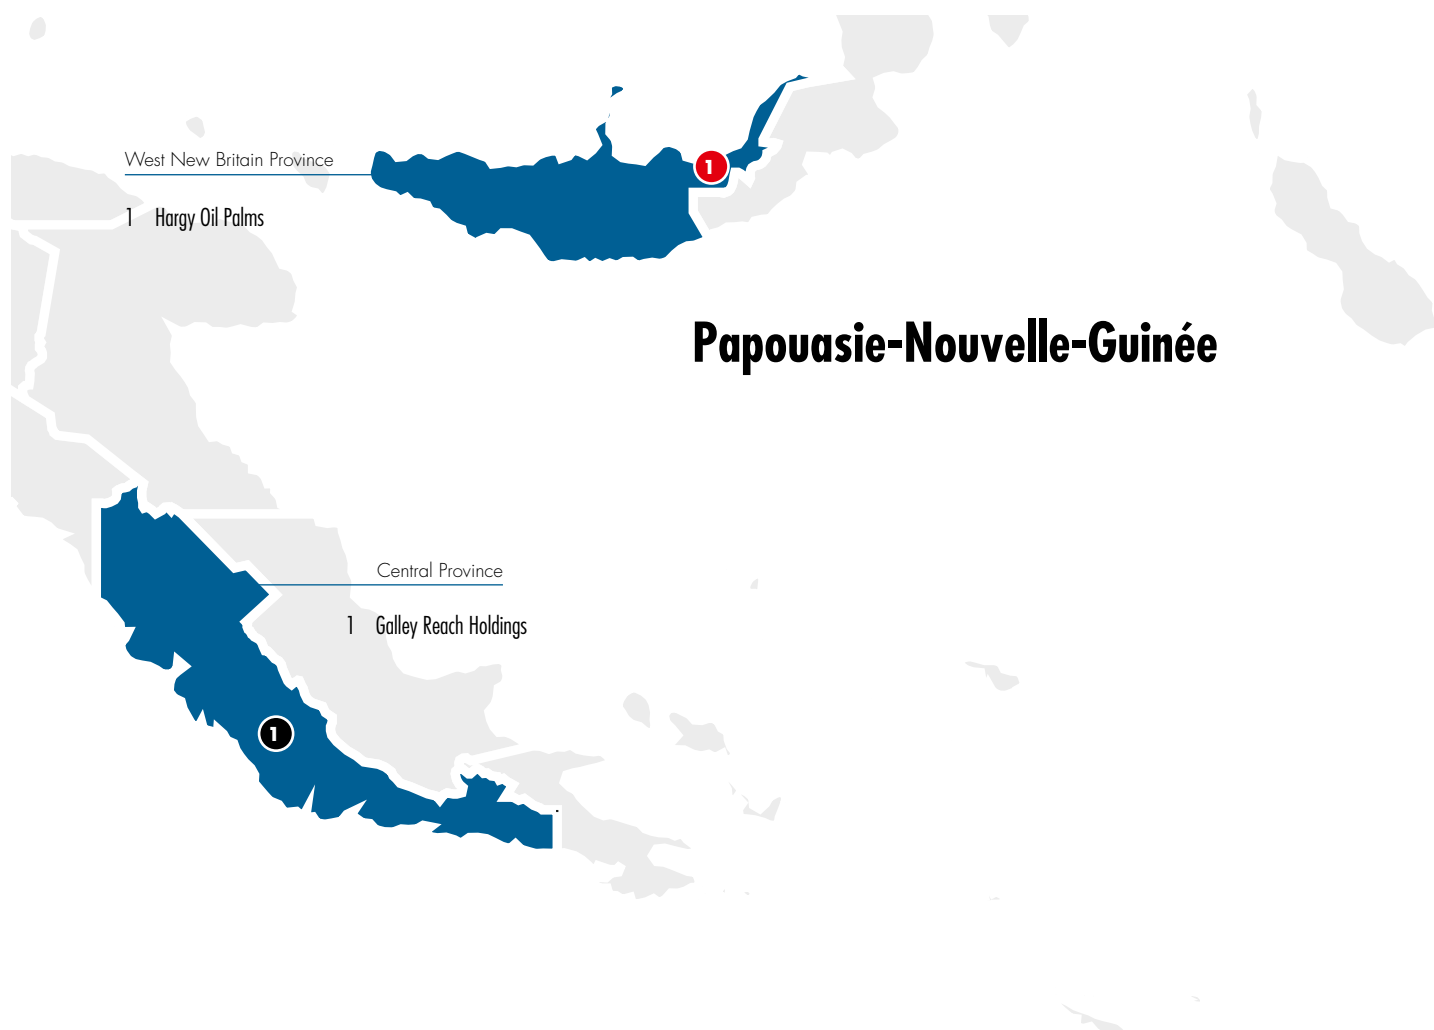 West New Britain Province
1
1 Hargy Oil Palms
Papouasie-Nouvelle-Guinée
Central Province
1 Galley Reach Holdings
1